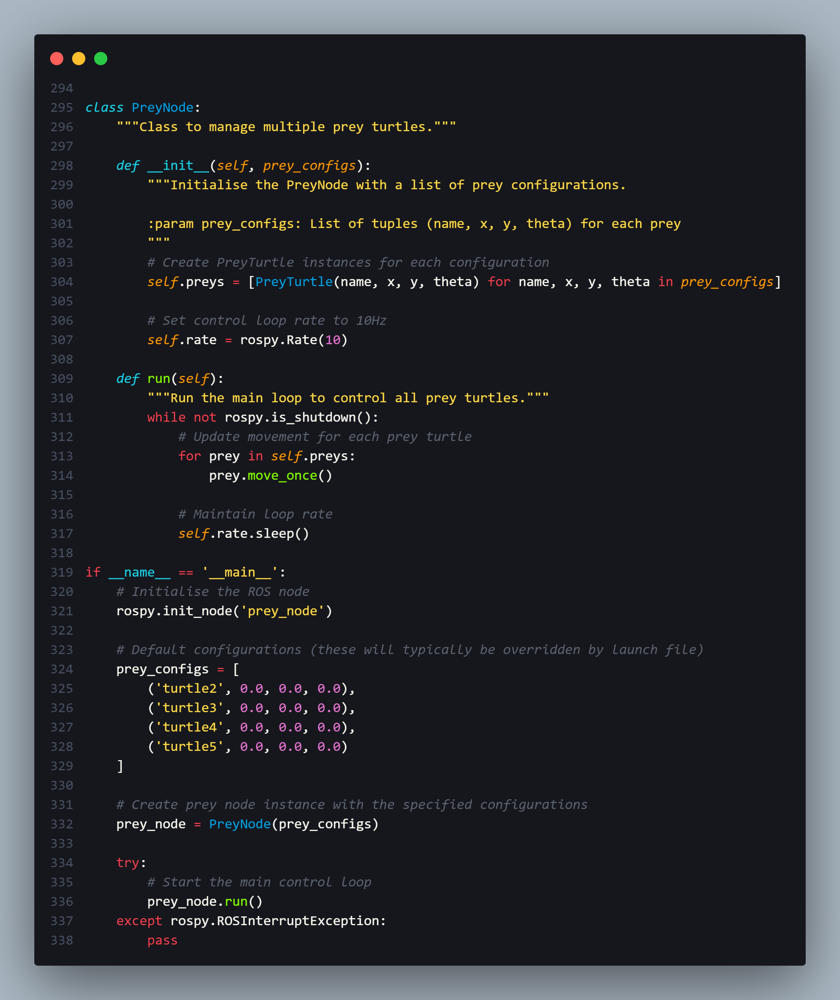 294
295 class PreyNode:
296     """Class to manage multiple prey turtles."""
297
298     def __init__(self, prey_configs):
299         """Initialise the PreyNode with a list of prey configurations.
300
301         :param prey_configs: List of tuples (name, x, y, theta) for each prey
302         """
303         # Create PreyTurtle instances for each configuration
304         self.preys = [PreyTurtle(name, x, y, theta) for name, x, y, theta in prey_configs]
305
306         # Set control loop rate to 10Hz
307         self.rate = rospy.Rate(10)
308
309     def run(self):
310         """Run the main loop to control all prey turtles."""
311         while not rospy.is_shutdown():
312             # Update movement for each prey turtle
313             for prey in self.preys:
314                 prey.move_once()
315
316             # Maintain loop rate
317             self.rate.sleep()
318
319 if __name__ == '__main__':
320     # Initialise the ROS node
321     rospy.init_node('prey_node')
322
323     # Default configurations (these will typically be overridden by launch file)
324     prey_configs = [
325         ('turtle2', 0.0, 0.0, 0.0),
326         ('turtle3', 0.0, 0.0, 0.0),
327         ('turtle4', 0.0, 0.0, 0.0),
328         ('turtle5', 0.0, 0.0, 0.0)
329     ]
330
331     # Create prey node instance with the specified configurations
332     prey_node = PreyNode(prey_configs)
333
334     try:
335         # Start the main control loop
336         prey_node.run()
337     except rospy.ROSInterruptException:
338         pass